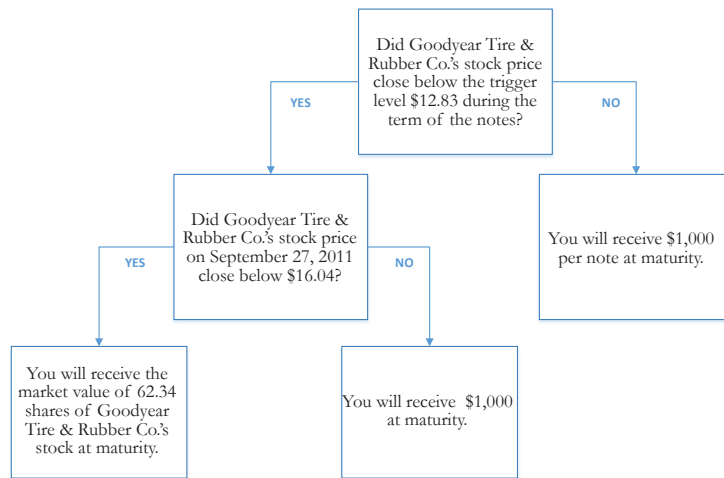 Did Goodyear Tire &
Rubber Co.'s stock price
close below the trigger
level $12.83 during the
term of the notes?
YES
NO
Did Goodyear Tire &
Rubber Co.'s stock price
on September 27, 2011
close below $16.04?
You will receive $1,000
per note at maturity.
YES
NO
You will receive the
market value of 62.34
shares of Goodyear
Tire & Rubber Co.'s
stock at maturity.
You will receive $1,000
at maturity.